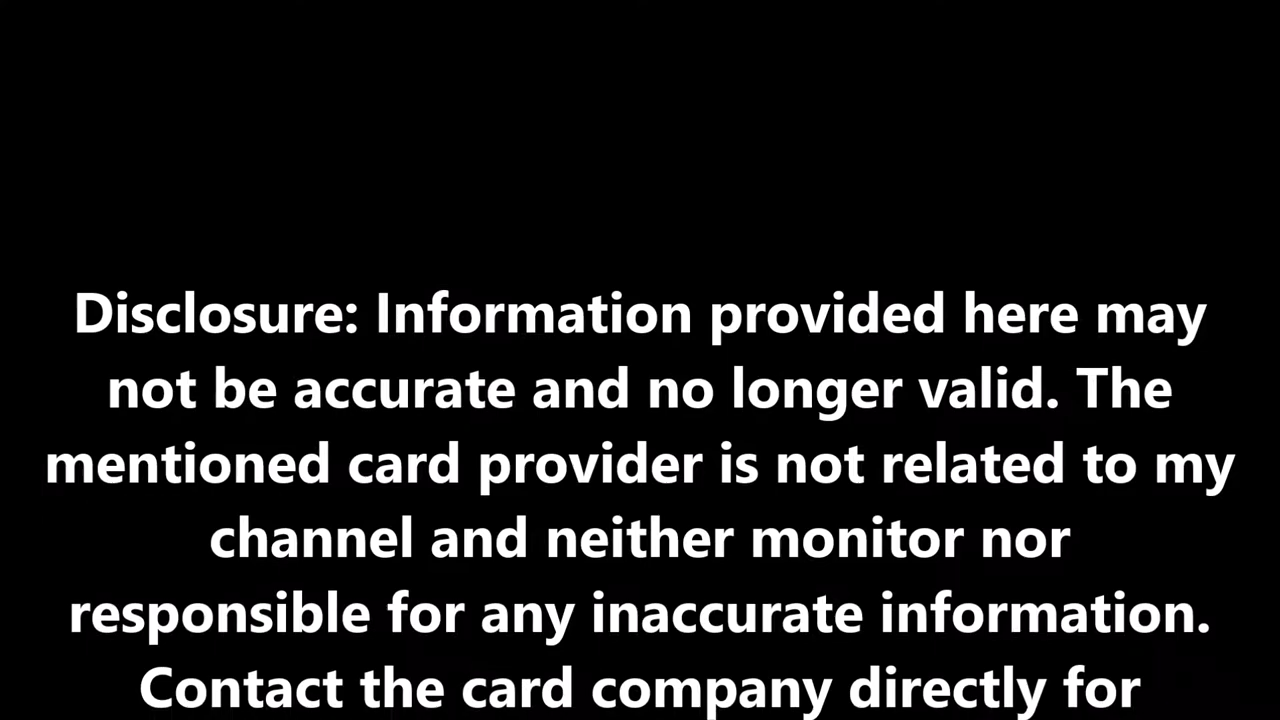 Disclosure: Information provided here may
not be accurate and no longer valid. The
mentioned card provider is not related to my
channel and neither monitor nor
responsible for any inaccurate information.
Contact the card company directly for